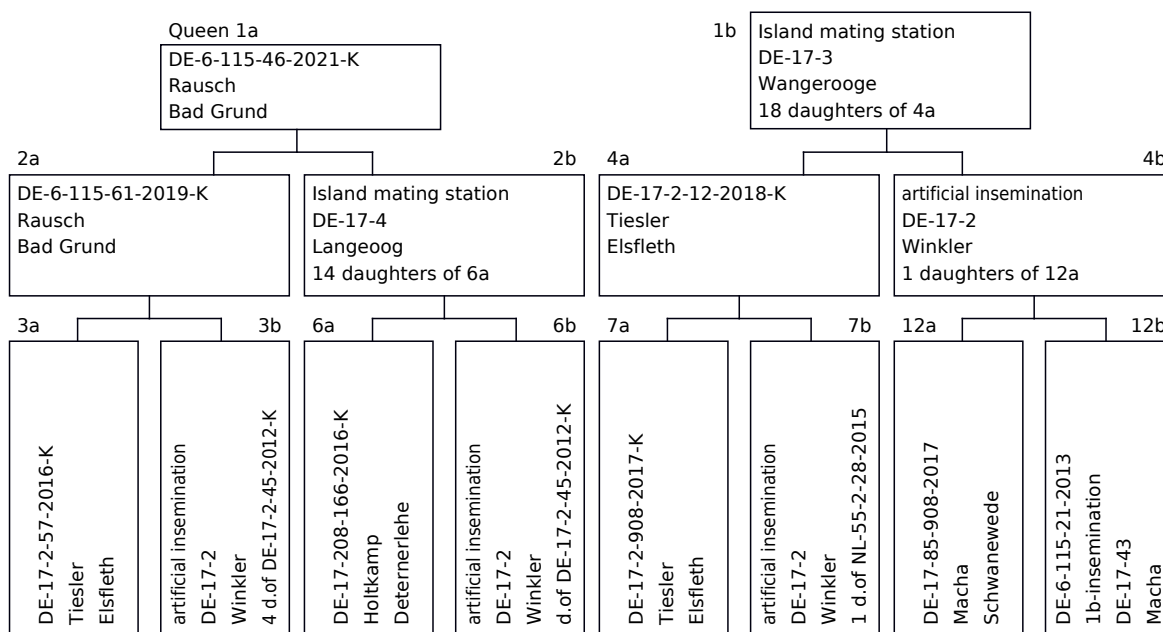 Queen 1a
DE-6-115-46-2021-K
Rausch
Bad Grund
1b
Island mating station
DE-17-3
Wangerooge
18 daughters of 4a
2a
DE-6-115-61-2019-K
Rausch
Bad Grund
2b
Island mating station
DE-17-4
Langeoog
14 daughters of 6a
4a
DE-17-2-12-2018-K
Tiesler
Elsfleth
4b
artificial insemination
DE-17-2
Winkler
1 daughters of 12a
3a
DE-17-2-57-2016-K
Tiesler
Elsfleth
3b
artificial insemination
DE-17-2
Winkler
4 d.of DE-17-2-45-2012-K
6a
DE-17-208-166-2016-K
Holtkamp
Deternerlehe
6b
artificial insemination
DE-17-2
Winkler
d.of DE-17-2-45-2012-K
7a
DE-17-2-908-2017-K
Tiesler
Elsfleth
7b
artificial insemination
DE-17-2
Winkler
1 d.of NL-55-2-28-2015
12a
DE-17-85-908-2017
Macha
Schwanewede
12b
DE-6-115-21-2013
1b-insemination
DE-17-43
Macha